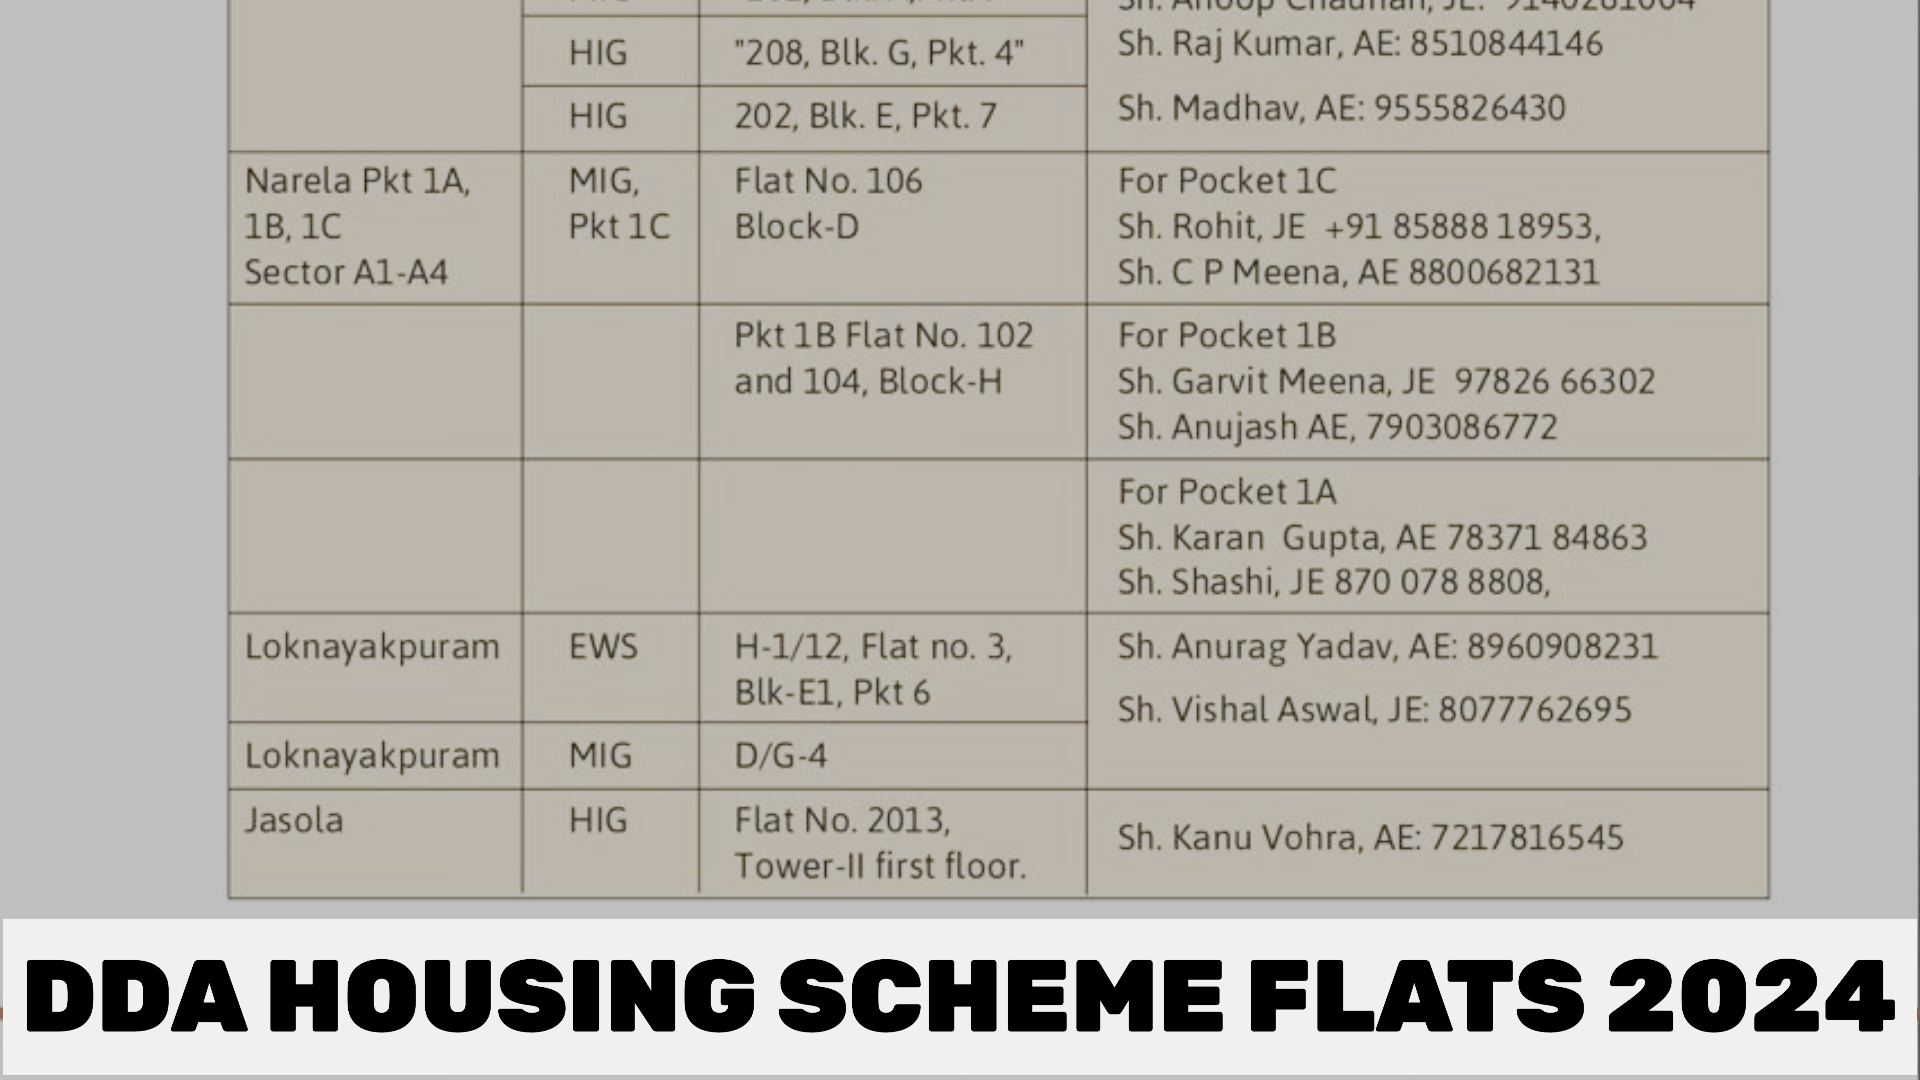 HIG
"208, Blk. G, Pkt. 4"
Sh. Raj Kumar, AE: 8510844146
HIG
202, Blk. E, Pkt. 7
Sh. Madhav, AE: 9555826430
Narela Pkt 1A,
1B, 1C
Sector A1-A4
MIG,
Pkt 1C
Flat No. 106
Block-D
For Pocket 1C
Sh. Rohit, JE +91 85888 18953,
Sh. C P Meena, AE 8800682131
Pkt 1B Flat No. 102
and 104, Block-H
For Pocket 1B
Sh. Garvit Meena, JE 97826 66302
Sh. Anujash AE, 7903086772
For Pocket 1A
Sh. Karan Gupta, AE 78371 84863
Sh. Shashi, JE 870 078 8808,
Loknayakpuram
EWS
H-1/12, Flat no. 3,
Blk-E1, Pkt 6
Sh. Anurag Yadav, AE: 8960908231
Sh. Vishal Aswal, JE: 8077762695
Loknayakpuram
MIG
D/G-4
Jasola
HIG
Flat No. 2013,
Tower-II first floor.
Sh. Kanu Vohra, AE: 7217816545
DDA HOUSING SCHEME FLATS 2024